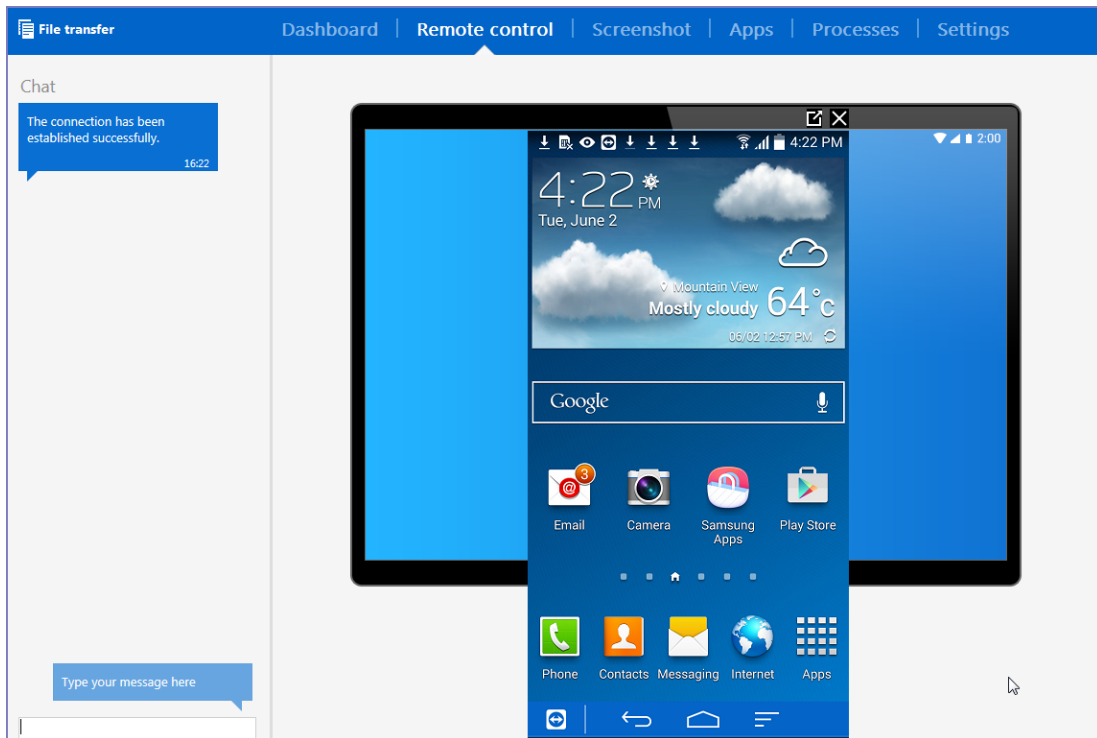 File transfer
Dashboard | Remote control | Screenshot | Apps | Processes | Settings
Chat
The connection has been
established successfully.
16:22
4:22 PM
2:00
4:22 PM
Tue, June 2
Mountain View
Mostly cloudy 64°C
06/02 12:57 PM
Google
3
Email Camera Samsung Apps Play Store
Phone Contacts Messaging Internet Apps
Type your message here